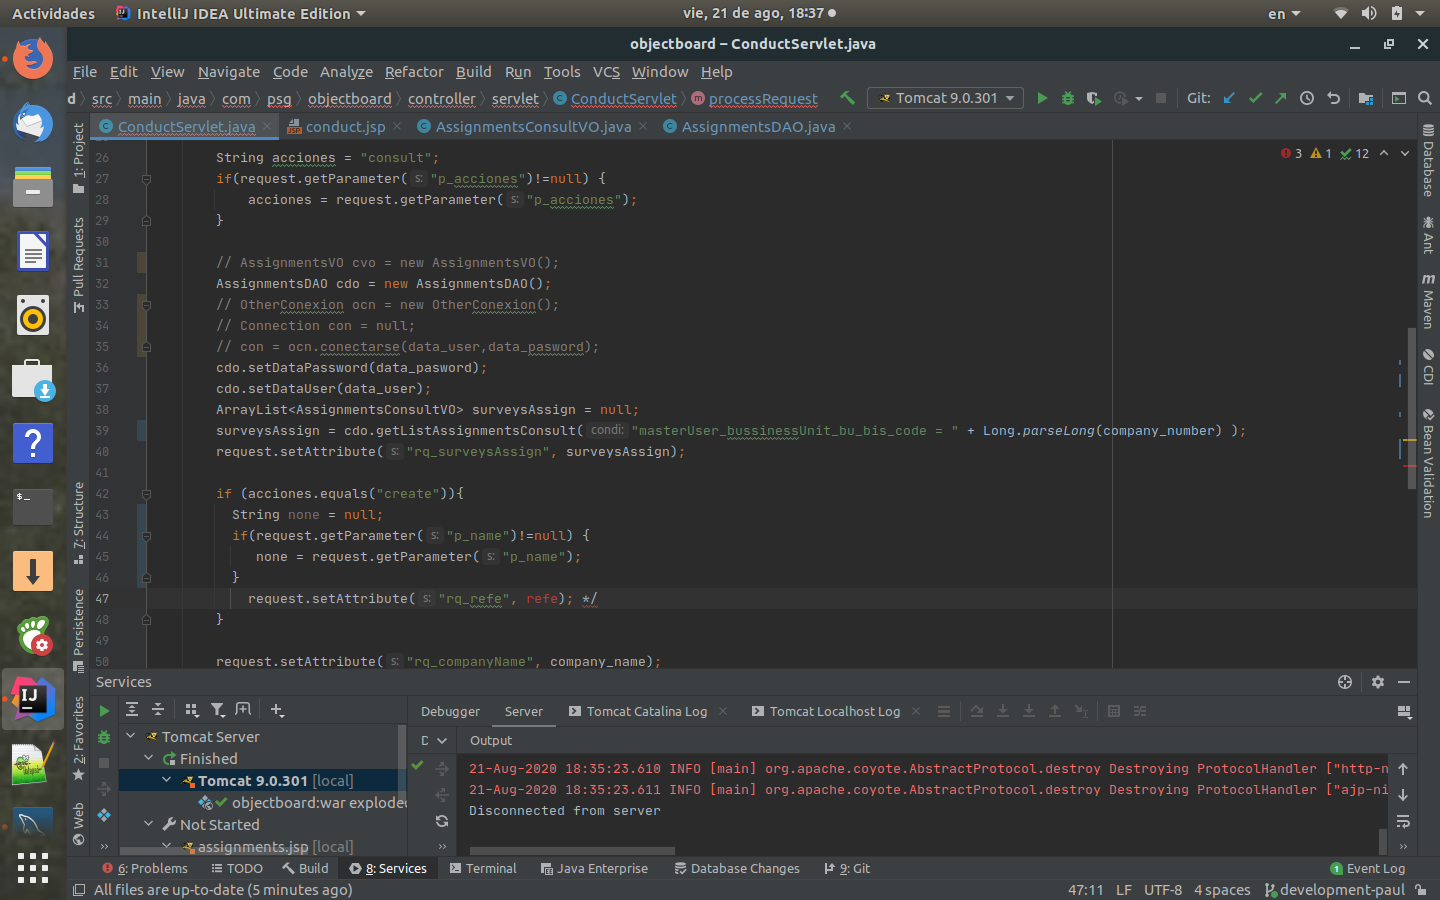 Actividades
IntelliJ IDEA Ultimate Edition
vie, 21 de ago, 18:37
en
objectboard – ConductServlet.java
File Edit View Navigate Code Analyze Refactor Build Run Tools VCS Window Help
d src main java com psg objectboard controller servlet ConductServlet processRequest
Tomcat 9.0.301
Git:
ConductServlet.java
conduct.jsp
AssignmentsConsultVO.java
AssignmentsDAO.java
3 1 12
26 String acciones = "consult";
27 if(request.getParameter( s: "p_acciones")!=null) {
28 acciones = request.getParameter( s: "p_acciones");
29 }
30
31 // AssignmentsVO cvo = new AssignmentsVO();
32 AssignmentsDAO cdo = new AssignmentsDAO();
33 // OtherConexion ocn = new OtherConexion();
34 // Connection con = null;
35 // con = ocn.conectarse(data_user,data_pasword);
36 cdo.setDataPassword(data_pasword);
37 cdo.setDataUser(data_user);
38 ArrayList<AssignmentsConsultVO> surveysAssign = null;
39 surveysAssign = cdo.getListAssignmentsConsult( condi: "masterUser_bussinessUnit_bu_bis_code = " + Long.parseLong(company_number) );
40 request.setAttribute( s: "rq_surveysAssign", surveysAssign);
41
42 if (acciones.equals("create")){
43 String none = null;
44 if(request.getParameter( s: "p_name")!=null) {
45 none = request.getParameter( s: "p_name");
46 }
47 request.setAttribute( s: "rq_refe", refe); */
48 }
49
50 request.setAttribute( s: "rq_companyName", company_name);
1: Project
Pull Requests
7: Structure
Persistence
2: Favorites
Web
Database
Ant
m Maven
CDI
Bean Validation
Services
Debugger Server Tomcat Catalina Log Tomcat Localhost Log
Tomcat Server
Finished
Tomcat 9.0.301 [local]
objectboard:war exploded
Not Started
assignments.jsp [local]
D
Output
21-Aug-2020 18:35:23.610 INFO [main] org.apache.coyote.AbstractProtocol.destroy Destroying ProtocolHandler ["http-n
21-Aug-2020 18:35:23.611 INFO [main] org.apache.coyote.AbstractProtocol.destroy Destroying ProtocolHandler ["ajp-ni
Disconnected from server
6: Problems TODO Build 8: Services Terminal Java Enterprise Database Changes 9: Git
1 Event Log
All files are up-to-date (5 minutes ago)
47:11 LF UTF-8 4 spaces development-paul